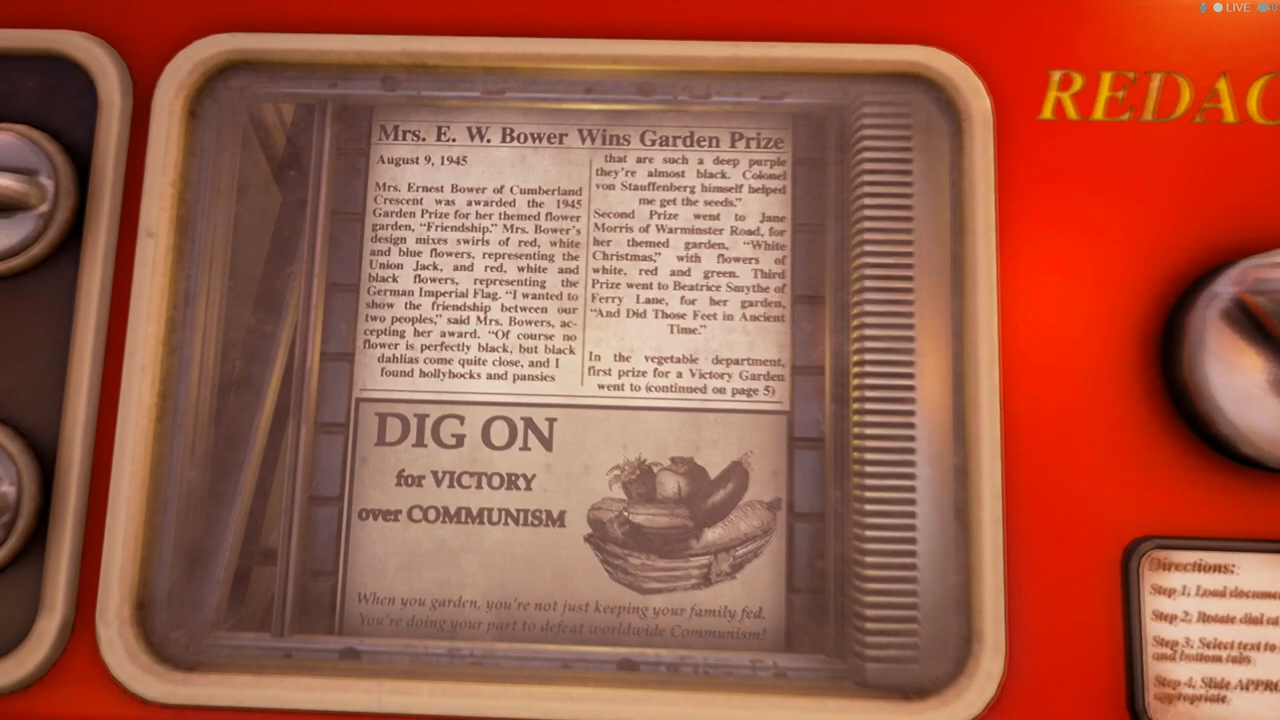 LIVE
REDAC
Mrs. E. W. Bower Wins Garden Prize
August 9, 1945
Mrs. Ernest Bower of Cumberland
Crescent was awarded the 1945
Garden Prize for her themed flower
garden, “Friendship.” Mrs. Bower’s
design mixes swirls of red, white
and blue flowers, representing the
Union Jack, and red, white and
black flowers, representing the
German Imperial Flag. “I wanted to
show the friendship between our
two peoples,” said Mrs. Bowers, ac-
cepting her award. “Of course no
flower is perfectly black, but black
dahlias come quite close, and I
found hollyhocks and pansies
that are such a deep purple
they’re almost black. Colonel
von Stauffenberg himself helped
me get the seeds.”
Second Prize went to Jane
Morris of Warminster Road, for
her themed garden, “White
Christmas,” with flowers of
white, red and green. Third
Prize went to Beatrice Smythe of
Ferry Lane, for her garden,
“And Did Those Feet in Ancient
Time.”
In the vegetable department,
first prize for a Victory Garden
went to (continued on page 5)
DIG ON
for VICTORY
over COMMUNISM
When you garden, you’re not just keeping your family fed.
You’re doing your part to defeat worldwide Communism!
Directions:
Step 1: Load docume
Step 2: Rotate dial
Step 3: Select text to
and bottom tabs
Step 4: Slide APPR
appropriate.